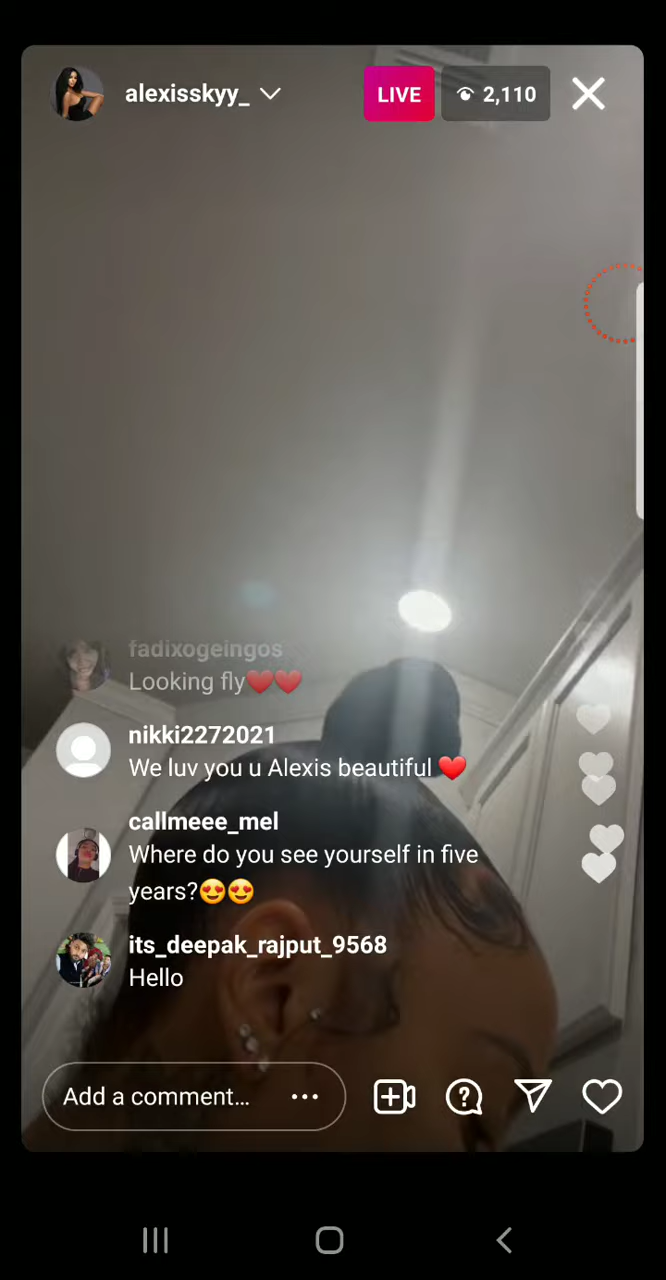 alexisskyy_
LIVE
2,110
fadixogeingos
Looking fly❤️❤️
nikki2272021
We luv you u Alexis beautiful ❤️
callmeee_mel
Where do you see yourself in five
years?😍😍
its_deepak_rajput_9568
Hello
Add a comment...